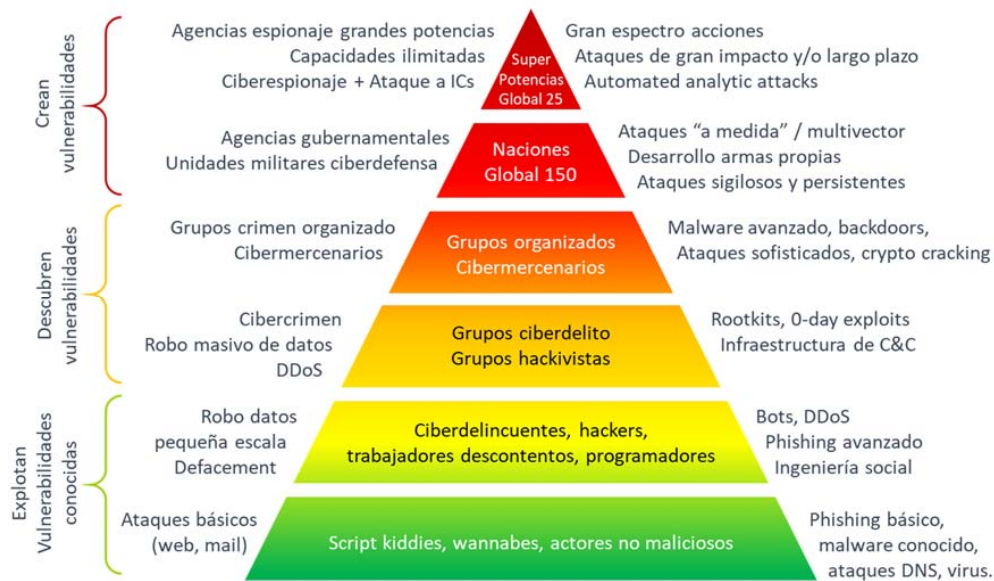 Crean
vulnerabilidades
Agencias espionaje grandes potencias
Capacidades ilimitadas
Ciberespionaje + Ataque a ICs
Super
Potencias
Global 25
Gran espectro acciones
Ataques de gran impacto y/o largo plazo
Automated analytic attacks
Agencias gubernamentales
Unidades militares ciberdefensa
Naciones
Global 150
Ataques “a medida” / multivector
Desarrollo armas propias
Ataques sigilosos y persistentes
Descubren
vulnerabilidades
Grupos crimen organizado
Cibermercenarios
Grupos organizados
Cibermercenarios
Malware avanzado, backdoors,
Ataques sofisticados, crypto cracking
Cibercrimen
Robo masivo de datos
DDoS
Grupos ciberdelito
Grupos hackivistas
Rootkits, 0-day exploits
Infraestructura de C&C
Explotan
Vulnerabilidades
conocidas
Robo datos
pequeña escala
Defacement
Ciberdelincuentes, hackers,
trabajadores descontentos, programadores
Bots, DDoS
Phishing avanzado
Ingeniería social
Ataques básicos
(web, mail)
Script kiddies, wannabes, actores no maliciosos
Phishing básico,
malware conocido,
ataques DNS, virus.